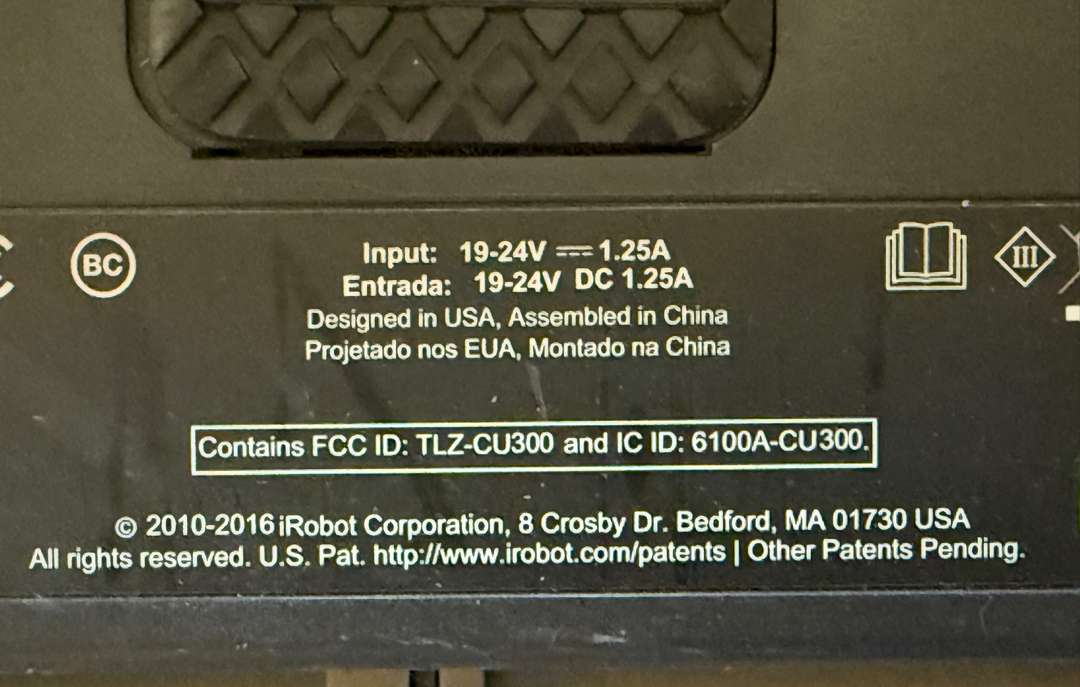 BC
Input: 19-24V ⎓ 1.25A
Entrada: 19-24V DC 1.25A
III
Designed in USA, Assembled in China
Projetado nos EUA, Montado na China
Contains FCC ID: TLZ-CU300 and IC ID: 6100A-CU300.
© 2010-2016 iRobot Corporation, 8 Crosby Dr. Bedford, MA 01730 USA
All rights reserved. U.S. Pat. http://www.irobot.com/patents | Other Patents Pending.